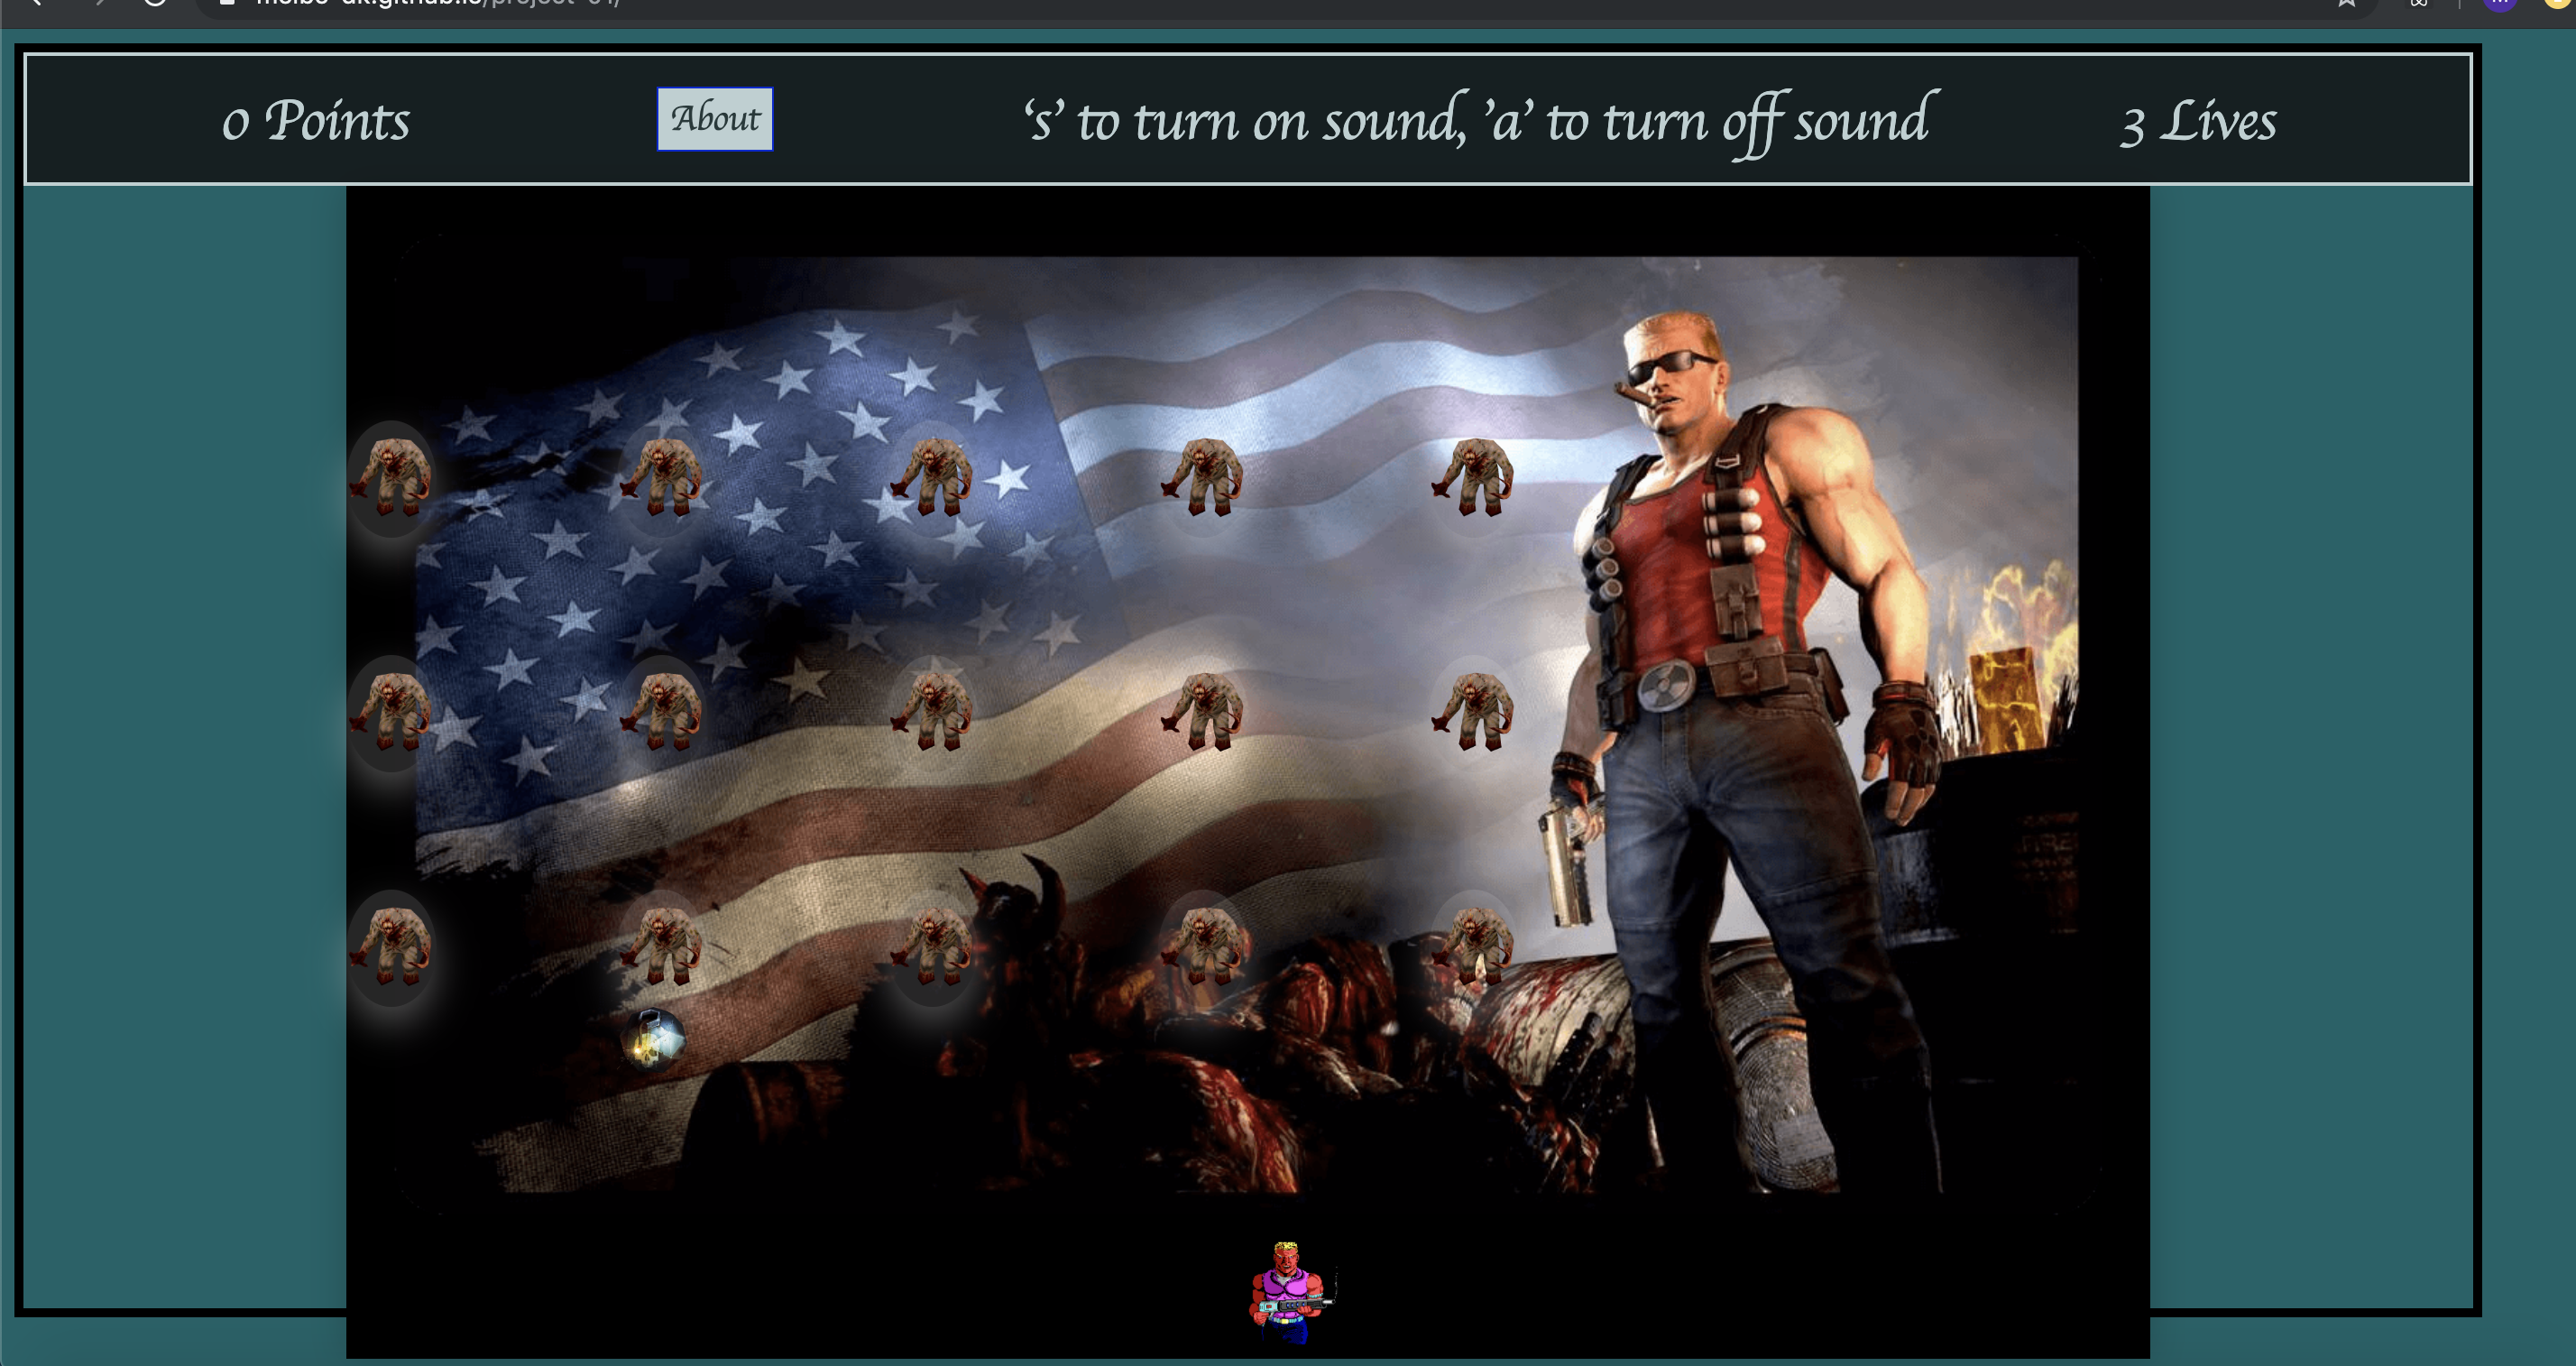 0 Points
About
‘s’ to turn on sound, ’a’ to turn off sound
3 Lives